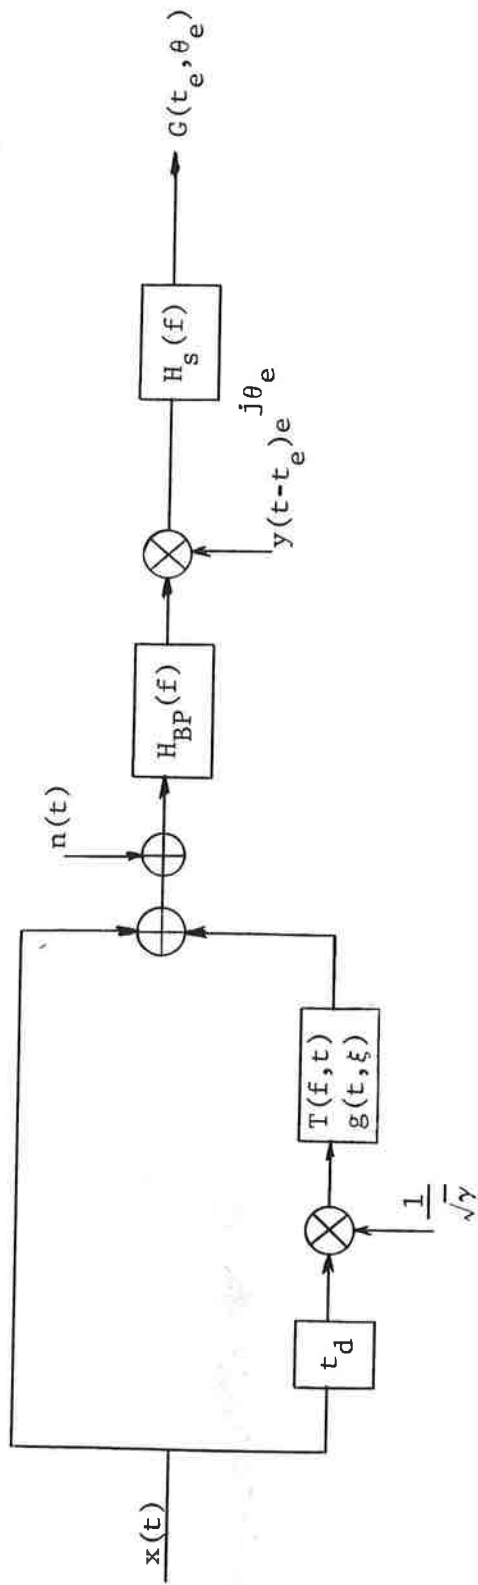 x(t)
t_d
1
√γ
T(f,t)
g(t,ξ)
n(t)
H_BP(f)
y(t-t_e)e^jθ_e
H_s(f)
G(t_e,θ_e)